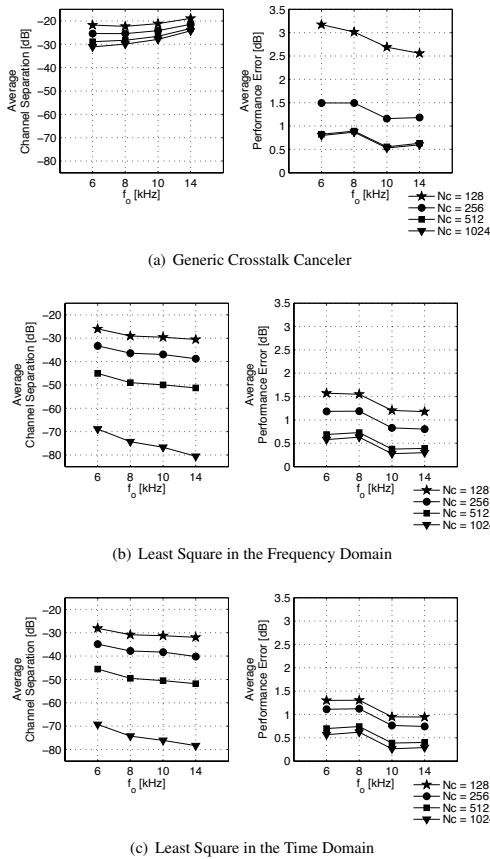 −20
−30
−40
−50
−60
−70
−80
Average
Channel Separation [dB]
6 8 10 14
f_o [kHz]
3.5
3
2.5
2
1.5
1
0.5
0
Average
Performance Error [dB]
6 8 10 14
f_o [kHz]
Nc = 128
Nc = 256
Nc = 512
Nc = 1024
(a) Generic Crosstalk Canceler
−20
−30
−40
−50
−60
−70
−80
Average
Channel Separation [dB]
6 8 10 14
f_o [kHz]
3.5
3
2.5
2
1.5
1
0.5
0
Average
Performance Error [dB]
6 8 10 14
f_o [kHz]
Nc = 128
Nc = 256
Nc = 512
Nc = 1024
(b) Least Square in the Frequency Domain
−20
−30
−40
−50
−60
−70
−80
Average
Channel Separation [dB]
6 8 10 14
f_o [kHz]
3.5
3
2.5
2
1.5
1
0.5
0
Average
Performance Error [dB]
6 8 10 14
f_o [kHz]
Nc = 128
Nc = 256
Nc = 512
Nc = 1024
(c) Least Square in the Time Domain